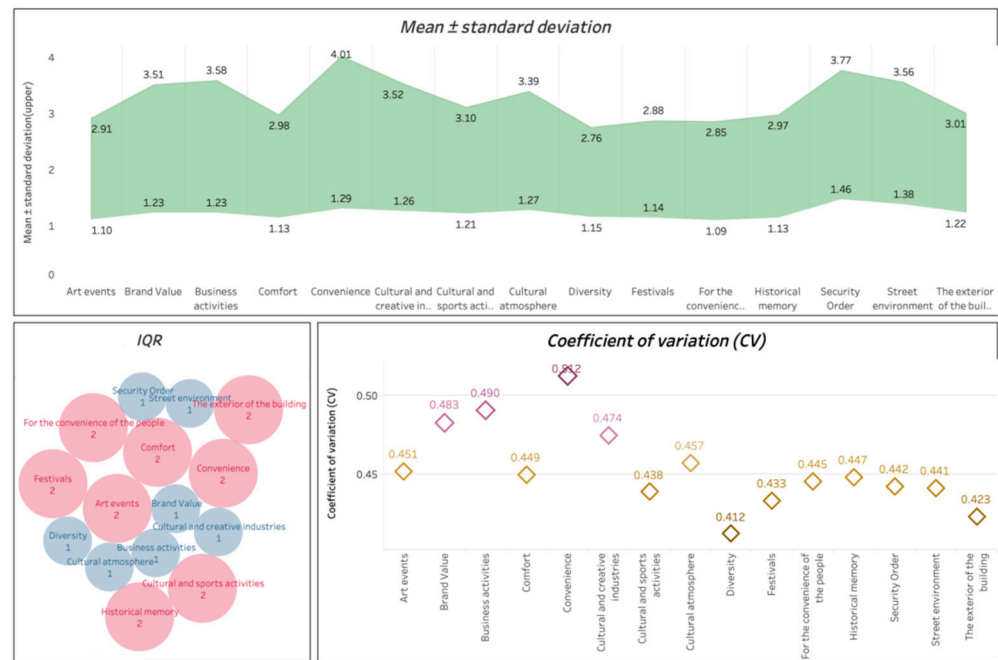 Mean ± standard deviation
Mean ± standard deviation(upper)
4
3
2
1
0
2.91
3.51
3.58
2.98
4.01
3.52
3.10
3.39
2.76
2.88
2.85
2.97
3.77
3.56
3.01
1.10
1.23
1.23
1.13
1.29
1.26
1.21
1.27
1.15
1.14
1.09
1.13
1.46
1.38
1.22
Art events
Brand Value
Business
activities
Comfort
Convenience
Cultural and
creative in..
Cultural and
sports acti..
Cultural
atmosphere
Diversity
Festivals
For the
convenienc..
Historical
memory
Security
Order
Street
environment
The exterior
of the buil..
IQR
Security Order
1
Street environment
1
The exterior of the building
2
For the convenience of the people
2
Comfort
2
Convenience
2
Festivals
2
Art events
2
Brand Value
1
Cultural and creative industries
1
Diversity
1
Business activities
1
Cultural atmosphere
1
Cultural and sports activities
2
Historical memory
2
Coefficient of variation (CV)
Coefficient of variation (CV)
0.50
0.45
0.451
0.483
0.490
0.449
0.512
0.474
0.438
0.457
0.412
0.433
0.445
0.447
0.442
0.441
0.423
Art events
Brand Value
Business activities
Comfort
Convenience
Cultural and creative
industries
Cultural and sports
activities
Cultural atmosphere
Diversity
Festivals
For the convenience of
the people
Historical memory
Security Order
Street environment
The exterior of the
building